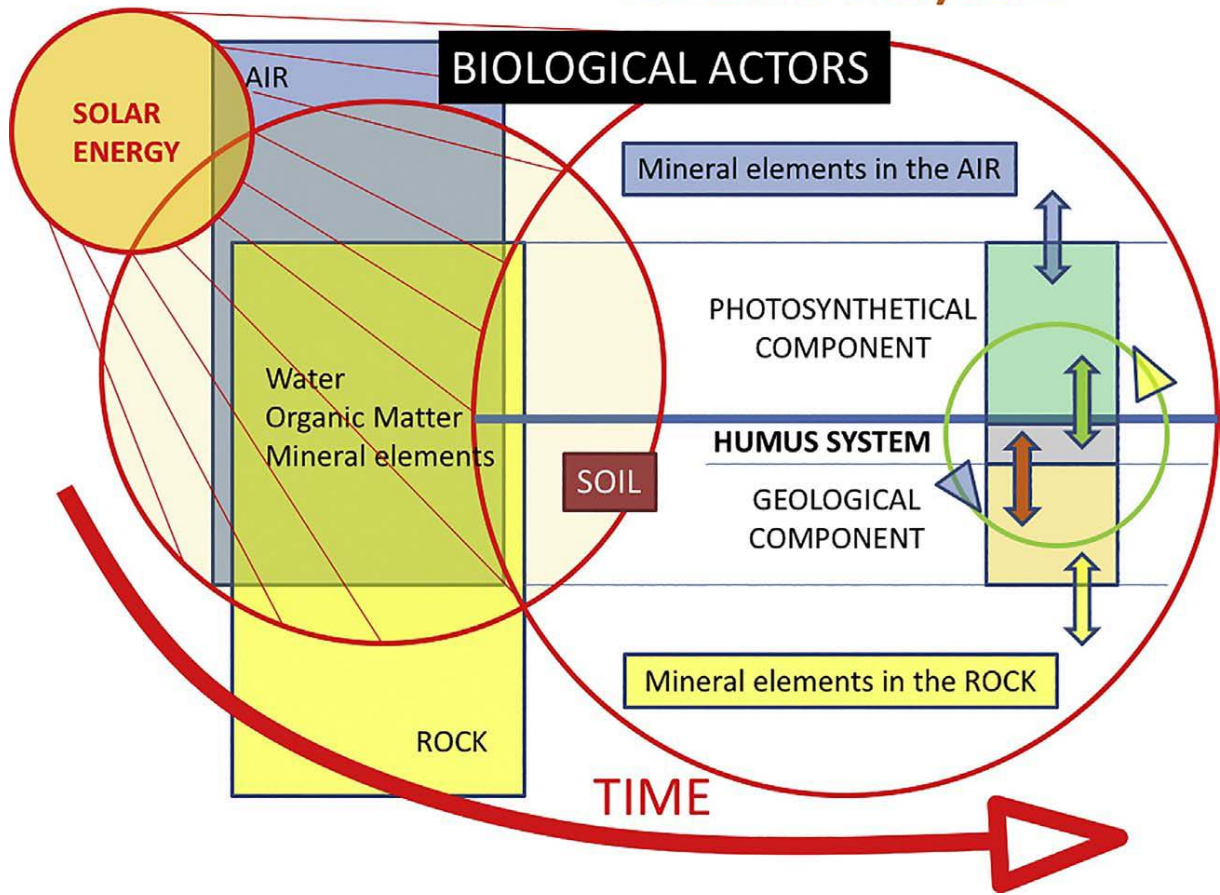 BIOLOGICAL ACTORS
AIR
SOLAR
ENERGY
Mineral elements in the AIR
PHOTOSYNTHETICAL
COMPONENT
Water
Organic Matter
Mineral elements
HUMUS SYSTEM
SOIL
GEOLOGICAL
COMPONENT
Mineral elements in the ROCK
ROCK
TIME